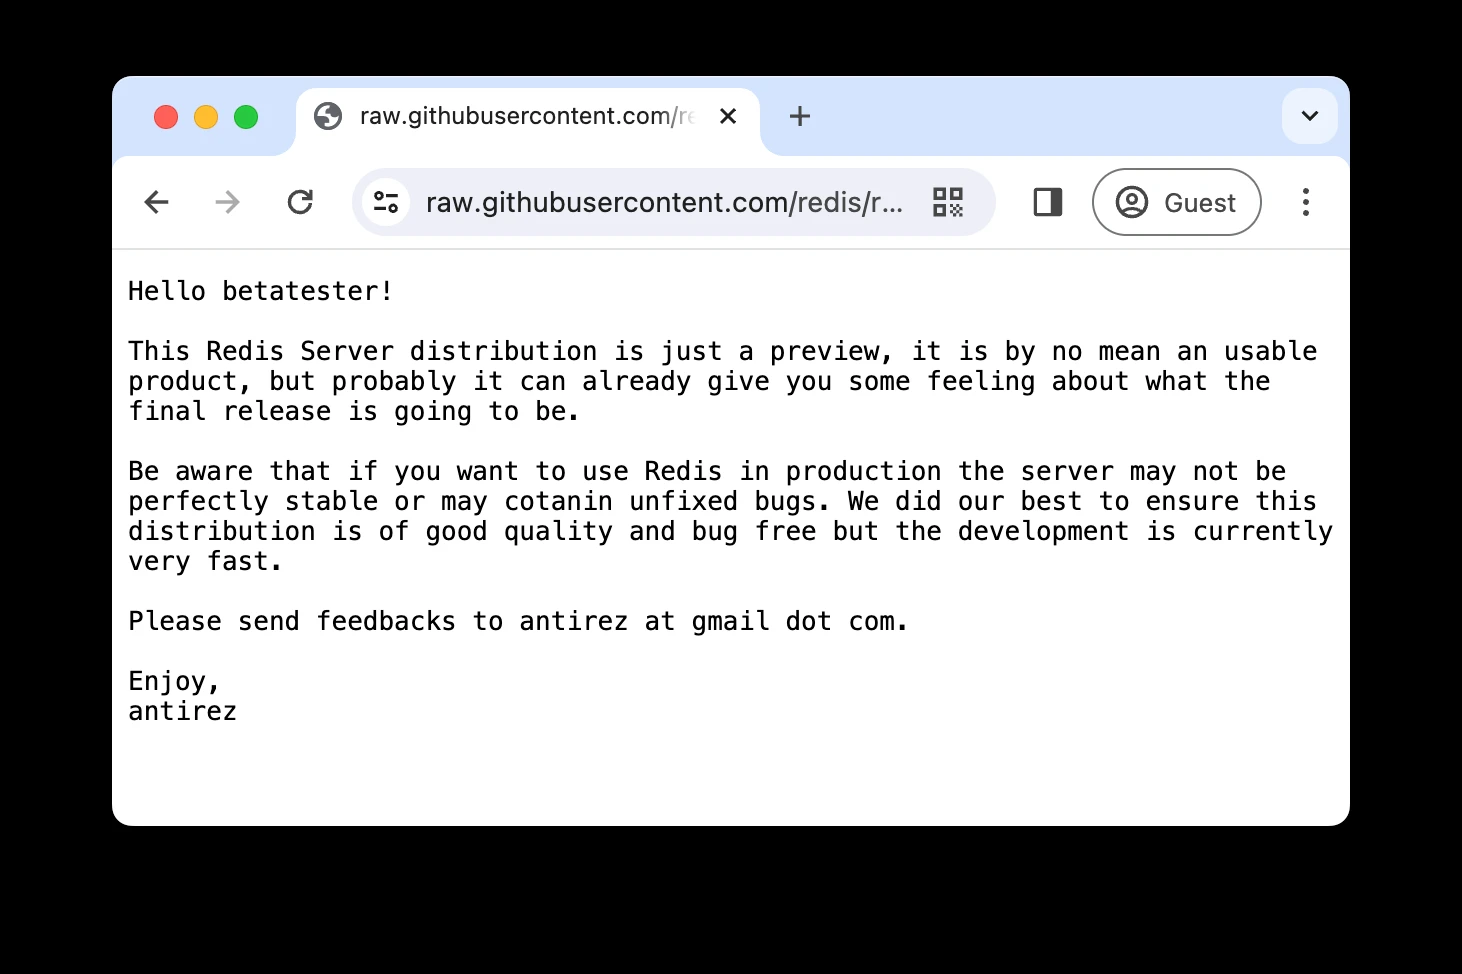 raw.githubusercontent.com/re
raw.githubusercontent.com/redis/r...
Guest
Hello betatester!
This Redis Server distribution is just a preview, it is by no mean an usable
product, but probably it can already give you some feeling about what the
final release is going to be.
Be aware that if you want to use Redis in production the server may not be
perfectly stable or may cotanin unfixed bugs. We did our best to ensure this
distribution is of good quality and bug free but the development is currently
very fast.
Please send feedbacks to antirez at gmail dot com.
Enjoy,
antirez